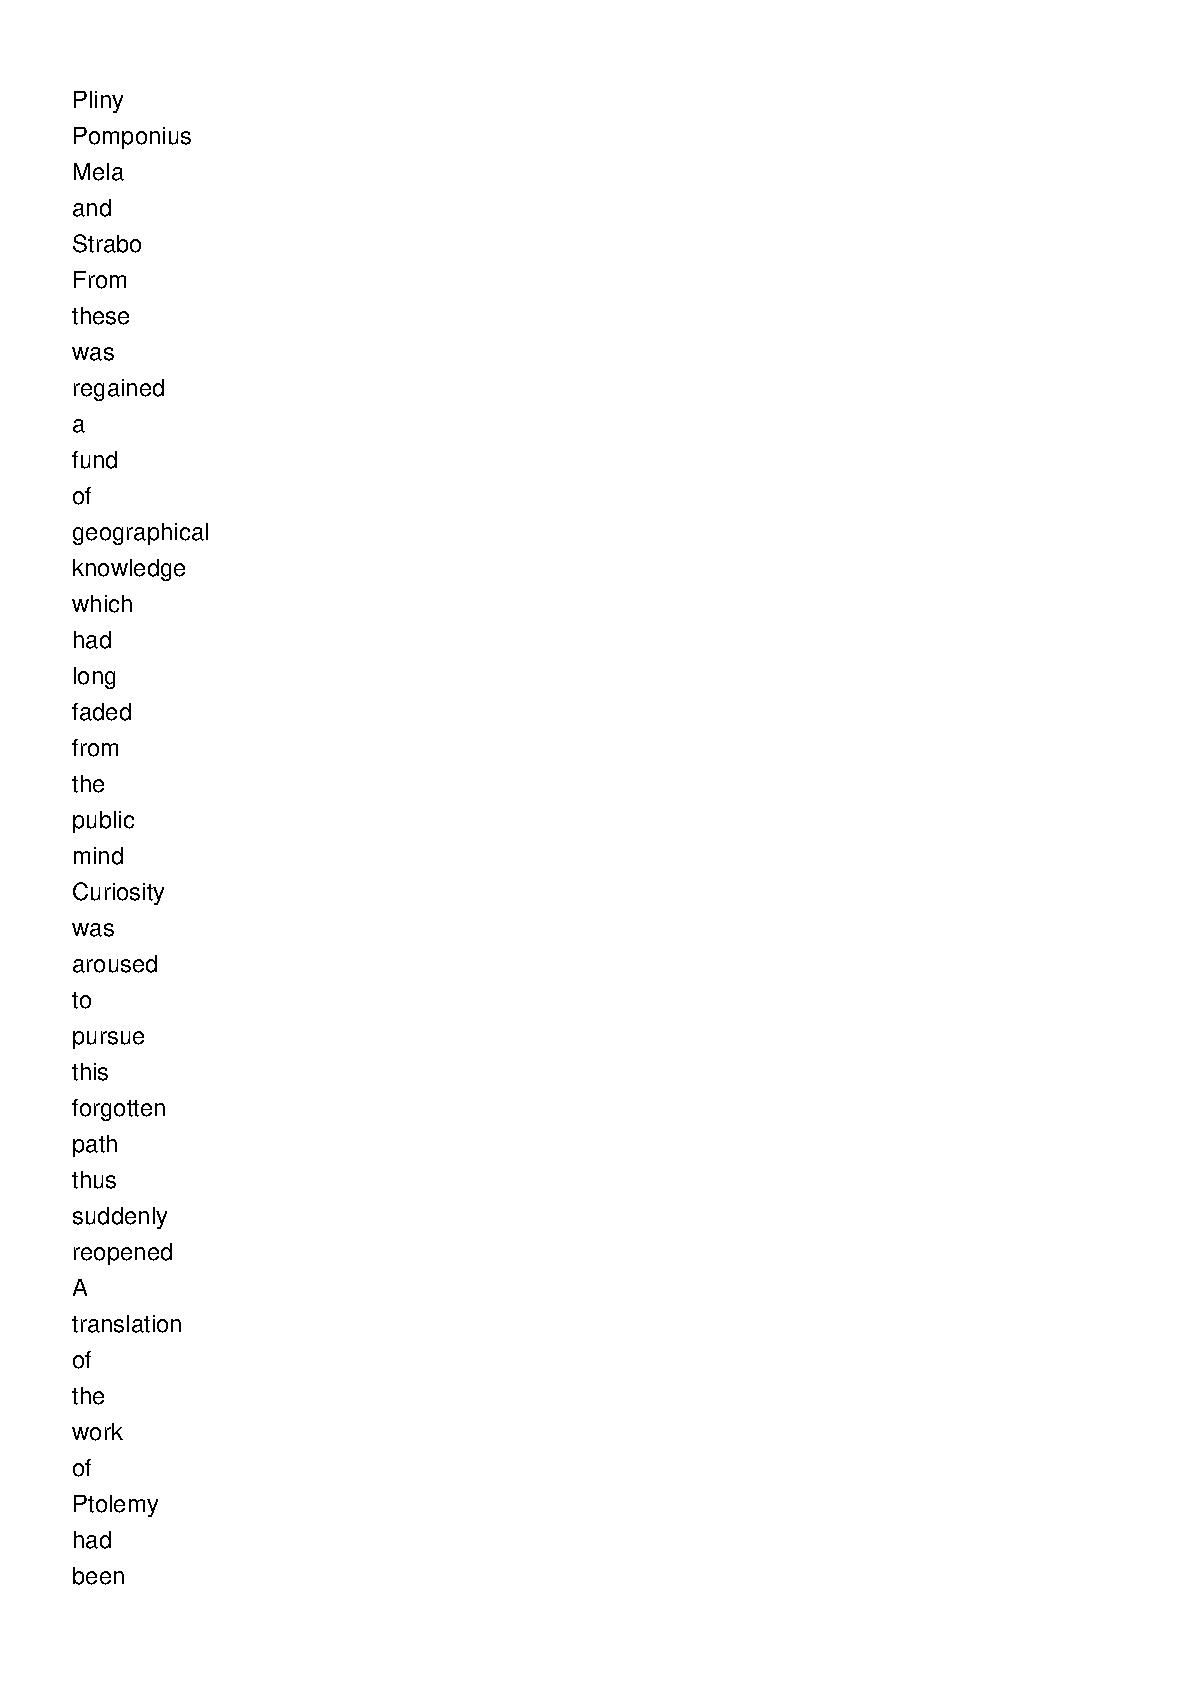 Pliny
Pomponius
Mela
and
Strabo
From
these
was
regained
a
fund
of
geographical
knowledge
which
had
long
faded
from
the
public
mind
Curiosity
was
aroused
to
pursue
this
forgotten
path
thus
suddenly
reopened
A
translation
of
the
work
of
Ptolemy
had
been